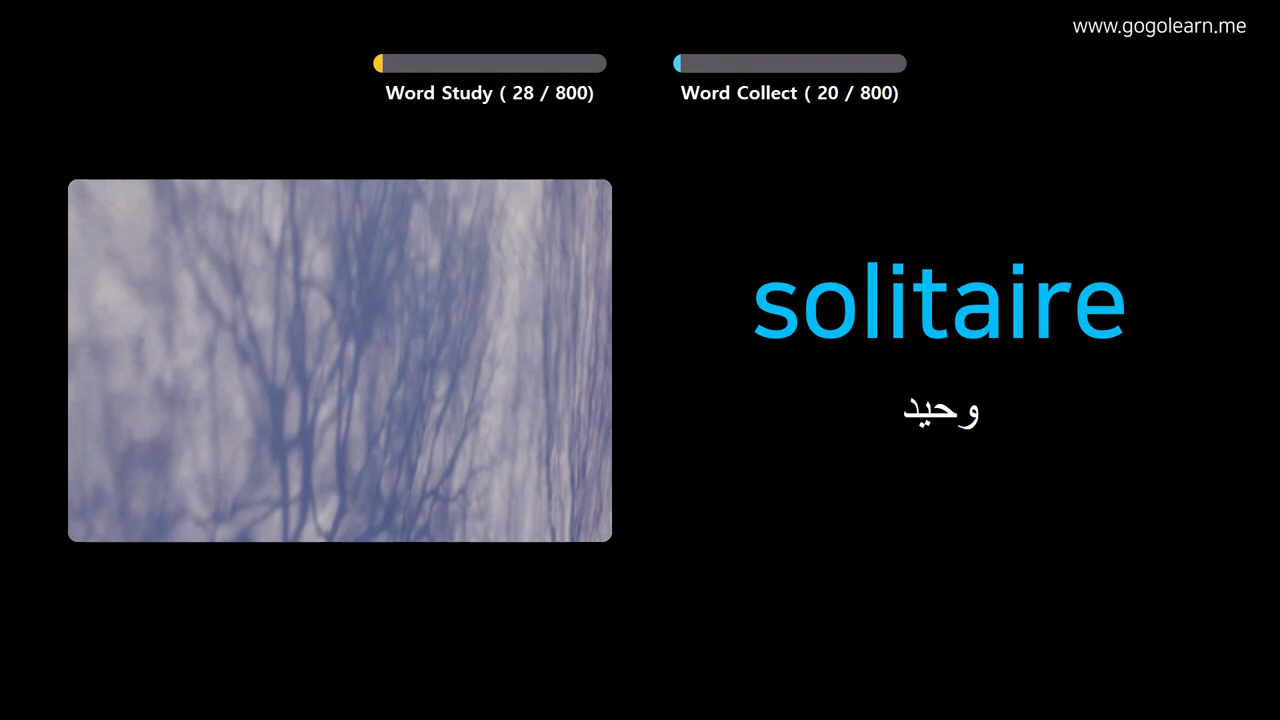 www.gogolearn.me
Word Study ( 28 / 800)
Word Collect ( 20 / 800)
solitaire
وحيد